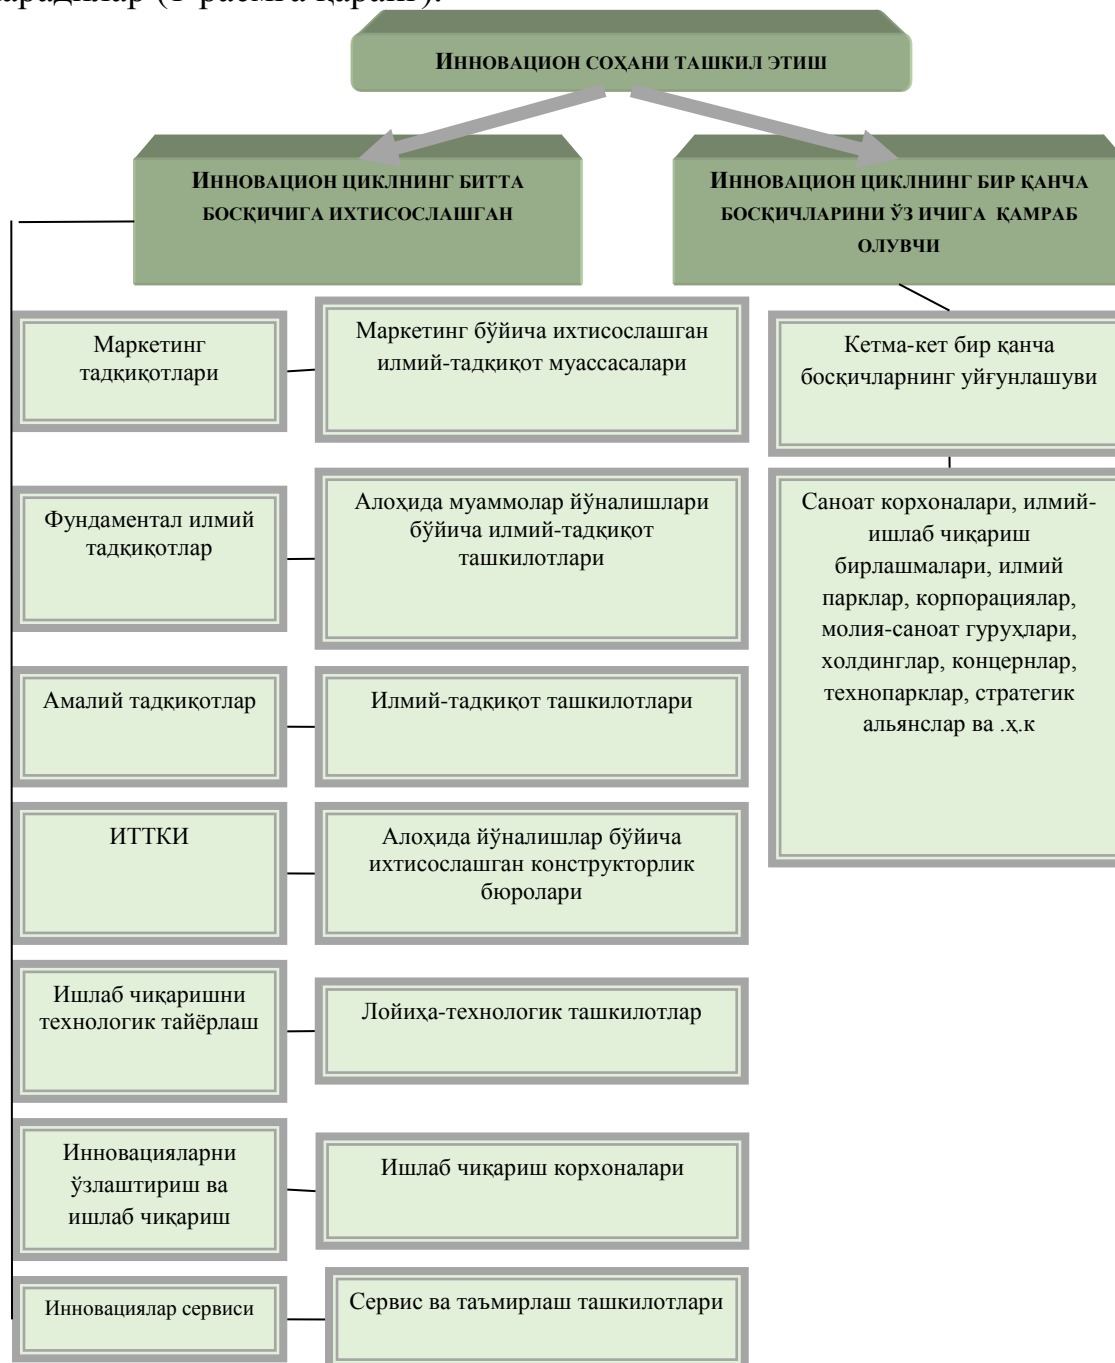 (1-расмга қаранг).
ИННОВАЦИОН СОҲАНИ ТАШКИЛ ЭТИШ
ИННОВАЦИОН ЦИКЛНИНГ БИТТА
БОСҚИЧИГА ИХТИСОСЛАШГАН
ИННОВАЦИОН ЦИКЛНИНГ БИР ҚАНЧА
БОСҚИЧЛАРИНИ ЎЗ ИЧИГА ҚАМРАБ
ОЛУВЧИ
Маркетинг
тадқиқотлари
Маркетинг бўйича ихтисослашган
илмий-тадқиқот муассасалари
Кетма-кет бир қанча
босқичларнинг уйғунлашуви
Фундаментал илмий
тадқиқотлар
Алоҳида муаммолар йўналишлари
бўйича илмий-тадқиқот
ташкилотлари
Саноат корхоналари, илмий-
ишлаб чиқариш
бирлашмалари, илмий
парклар, корпорациялар,
молия-саноат гуруҳлари,
холдинглар, концернлар,
технопарклар, стратегик
альянслар ва .ҳ.к
Амалий тадқиқотлар
Илмий-тадқиқот ташкилотлари
ИТТКИ
Алоҳида йўналишлар бўйича
ихтисослашган конструкторлик
бюролари
Ишлаб чиқаришни
технологик тайёрлаш
Лойиҳа-технологик ташкилотлар
Инновацияларни
ўзлаштириш ва
ишлаб чиқариш
Ишлаб чиқариш корхоналари
Инновациялар сервиси
Сервис ва таъмирлаш ташкилотлари